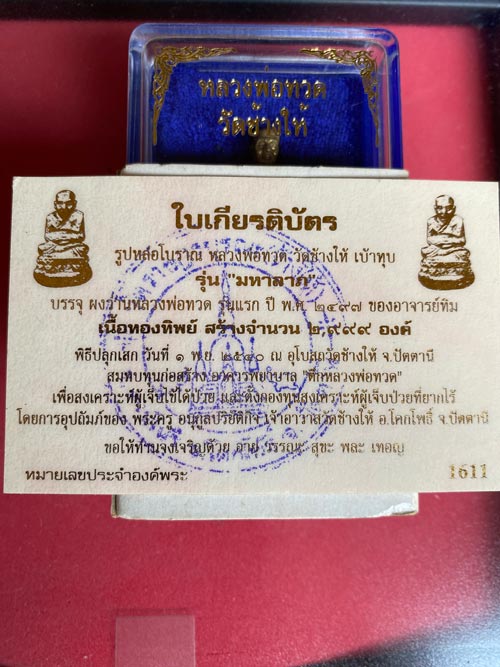 หลวงพ่อทวด
วัดช้างให้
ใบเกียรติบัตร
รูปหล่อโบราณ หลวงพ่อทวด วัดช้างให้ เบ้าทุบ
รุ่น "มหาลาภ"
บรรจุ ผงว่านหลวงพ่อทวด รุ่นแรก ปี พ.ศ. ๒๔๙๗ ของอาจารย์ทิม
เนื้อทองทิพย์ สร้างจำนวน ๒,๙๙๙ องค์
พิธีปลุกเสก วันที่ ๑ พ.ย. ๒๕๔๐ ณ อุโบสถวัดช้างให้ จ.ปัตตานี
สมทบทุนก่อสร้าง อาคารพยาบาล "ตึกหลวงพ่อทวด"
เพื่อสงเคราะห์ผู้เจ็บไข้ได้ป่วย และตั้งกองทุนสงเคราะห์ผู้เจ็บป่วยที่ยากไร้
โดยการอุปถัมภ์ของ พระครู อนุกูลปริยัติกิจ เจ้าอาวาสวัดช้างให้ อ.โคกโพธิ์ จ.ปัตตานี
ขอให้ท่านจงเจริญด้วย อายุ วรรณะ สุขะ พละ เทอญ
หมายเลขประจำองค์พระ 1611